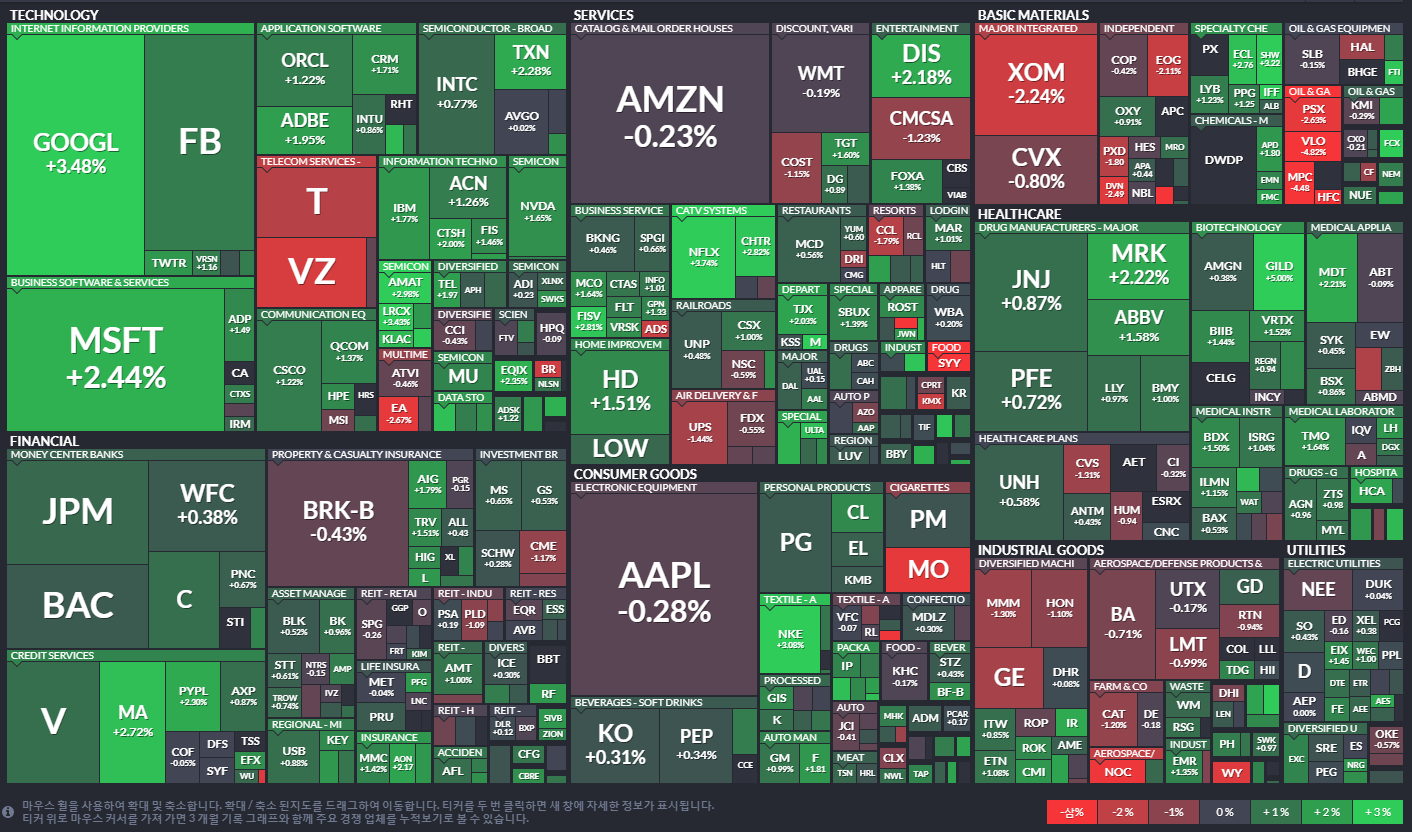 TECHNOLOGY
INTERNET INFORMATION PROVIDERS
GOOGL
+3.48%
FB
TWTR
VRSN
+1.16
APPLICATION SOFTWARE
ORCL
+1.22%
CRM
+1.71%
ADBE
+1.95%
INTU
+0.86%
RHT
SEMICONDUCTOR - BROAD
INTC
+0.77%
TXN
+2.28%
AVGO
+0.02%
TELECOM SERVICES -
T
VZ
INFORMATION TECHNO
IBM
+1.77%
ACN
+1.26%
CTSH
+2.00%
FIS
+1.46%
SEMICON
NVDA
+1.65%
BUSINESS SOFTWARE & SERVICES
MSFT
+2.44%
ADP
+1.49
CA
CTXS
IRM
COMMUNICATION EQ
CSCO
+1.22%
QCOM
+1.37%
HPE
HRS
MSI
SEMICON
AMAT
+2.98%
LRCX
+3.43%
KLAC
DIVERSIFIED
TEL
+1.97
APH
SEMICON
ADI
+0.23
XLNX
SWKS
DIVERSIFIE
CCI
-0.43%
SCIEN
FTV
HPQ
-0.09
MULTIME
ATVI
-0.46%
EA
-2.67%
SEMICON
MU
EQIX
+2.35%
BR
NLSN
DATA STO
ADSK
+1.22
SERVICES
CATALOG & MAIL ORDER HOUSES
AMZN
-0.23%
DISCOUNT, VARI
WMT
-0.19%
COST
-1.15%
TGT
+1.60%
DG
+0.89
ENTERTAINMENT
DIS
+2.18%
CMCSA
-1.23%
FOXA
+1.38%
CBS
VIAB
BUSINESS SERVICE
BKNG
+0.46%
SPGI
+0.66%
MCO
+1.64%
CTAS
INFO
+1.01
FISV
+2.81%
FLT
GPN
+1.33
VRSK
ADS
CATV SYSTEMS
NFLX
+3.74%
CHTR
+2.82%
RESTAURANTS
MCD
+0.56%
YUM
+0.60
DRI
CMG
RESORTS
CCL
-1.79%
RCL
LODGIN
MAR
+1.01%
HLT
RAILROADS
UNP
+0.48%
CSX
+1.00%
NSC
-0.59%
DEPART
TJX
+2.03%
KSS
M
SPECIAL
SBUX
+1.39%
APPARE
ROST
JWN
DRUG
WBA
+0.20%
HOME IMPROVEM
HD
+1.51%
LOW
MAJOR
DAL
UAL
+0.15
AAL
DRUGS
ABC
CAH
INDUST
FOOD
SYY
AIR DELIVERY & F
UPS
-1.44%
FDX
-0.55%
SPECIAL
ULTA
AUTO P
AZO
AAP
REGION
LUV
CPRT
KMX
KR
TIF
BBY
BASIC MATERIALS
MAJOR INTEGRATED
XOM
-2.24%
CVX
-0.80%
INDEPENDENT
COP
-0.42%
EOG
-2.11%
OXY
+0.91%
APC
PXD
-1.80
HES
MRO
APA
+0.44
DVN
-2.49
NBL
SPECIALTY CHE
PX
ECL
+2.76
SHW
+3.22
LYB
+1.23%
PPG
+1.25
IFF
ALB
CHEMICALS - M
DWDP
APD
+1.80
EMN
FMC
OIL & GAS EQUIPMEN
SLB
-0.15%
HAL
BHGE
FTI
OIL & GA
PSX
-2.63%
VLO
-4.82%
MPC
-4.48
HFC
OIL & GAS
KMI
-0.29%
CXO
-0.21
FCX
CF
NEM
NUE
HEALTHCARE
DRUG MANUFACTURERS - MAJOR
JNJ
+0.87%
PFE
+0.72%
MRK
+2.22%
ABBV
+1.58%
LLY
+0.97%
BMY
+1.00%
BIOTECHNOLOGY
AMGN
+0.38%
GILD
+5.00%
BIIB
+1.44%
VRTX
+1.52%
CELG
REGN
+0.94
INCY
MEDICAL APPLIA
MDT
+2.21%
ABT
-0.09%
SYK
+0.45%
EW
BSX
+0.86%
ZBH
ABMD
HEALTH CARE PLANS
UNH
+0.58%
CVS
-1.31%
AET
CI
-0.32%
ANTM
+0.43%
HUM
-0.94
ESRX
CNC
MEDICAL INSTR
BDX
+1.50%
ISRG
+1.04%
ILMN
+1.15%
WAT
BAX
+0.53%
MEDICAL LABORATOR
TMO
+1.64%
IQV
LH
A
DGX
DRUGS - G
AGN
+0.96
ZTS
+0.98
MYL
HOSPITA
HCA
FINANCIAL
MONEY CENTER BANKS
JPM
WFC
+0.38%
BAC
C
PNC
+0.67%
STI
PROPERTY & CASUALTY INSURANCE
BRK-B
-0.43%
AIG
+1.79%
PGR
-0.15
TRV
+1.51%
ALL
+0.43
HIG
XL
L
INVESTMENT BR
MS
+0.65%
GS
+0.53%
SCHW
+0.28%
CME
-1.17%
CREDIT SERVICES
V
MA
+2.72%
PYPL
+2.30%
AXP
+0.87%
COF
-0.05%
DFS
TSS
SYF
EFX
WU
ASSET MANAGE
BLK
+0.52%
BK
+0.96%
STT
+0.61%
NTRS
-0.15
AMP
TROW
+0.74%
IVZ
REIT - RETAI
SPG
-0.26
GGP
O
FRT
KIM
REIT - INDU
PSA
+0.19
PLD
-1.09
REIT - RES
EQR
ESS
AVB
LIFE INSURA
MET
-0.04%
PFG
LNC
PRU
REIT -
AMT
+1.00%
DIVERS
ICE
+0.30%
BBT
RF
REGIONAL - MI
USB
+0.88%
KEY
INSURANCE
MMC
+1.42%
AON
+2.17
REIT - H
REIT -
DLR
+0.12
BXP
SIVB
ZION
ACCIDEN
AFL
CFG
CBRE
CONSUMER GOODS
ELECTRONIC EQUIPMENT
AAPL
-0.28%
PERSONAL PRODUCTS
PG
CL
EL
KMB
CIGARETTES
PM
MO
BEVERAGES - SOFT DRINKS
KO
+0.31%
PEP
+0.34%
CCE
TEXTILE - A
NKE
+3.08%
TEXTILE - A
VFC
-0.07
RL
CONFECTIO
MDLZ
+0.30%
PACKA
IP
FOOD -
KHC
-0.17%
BEVER
STZ
+0.43%
BF-B
PROCESSED
GIS
K
AUTO
JCI
-0.41
MHK
ADM
PCAR
+0.17
AUTO MAN
GM
+0.99%
F
+1.81
MEAT
TSN
HRL
CLX
NWL
TAP
INDUSTRIAL GOODS
DIVERSIFIED MACHI
MMM
-1.30%
HON
-1.10%
GE
DHR
+0.08%
ITW
+0.85%
ROP
IR
ROK
AME
ETN
+1.08%
CMI
AEROSPACE/DEFENSE PRODUCTS &
BA
-0.71%
UTX
-0.17%
GD
LMT
-0.99%
RTN
-0.94%
COL
LLL
TDG
HII
FARM & CO
CAT
-1.20%
DE
-0.18
WASTE
WM
RSG
DHI
LEN
AEROSPACE/
NOC
INDUST
EMR
+1.35%
PH
SWK
+0.97
WY
UTILITIES
ELECTRIC UTILITIES
NEE
DUK
+0.04%
SO
+0.43%
ED
-0.16
XEL
+0.38
PCG
D
EIX
+1.45
WEC
+1.00
PPL
DTE
ETR
AEP
0.00%
FE
AEE
AES
DIVERSIFIED U
EXC
SRE
ES
OKE
-0.57%
PEG
NRG
마우스 휠을 사용하여 확대 및 축소합니다. 확대 / 축소 된지도를 드래그하여 이동합니다. 티커를 두 번 클릭하면 새 창에 자세한 정보가 표시됩니다.
티커 위로 마우스 커서를 가져 가면 3 개월 기록 그래프와 함께 주요 경쟁 업체를 누적보기로 볼 수 있습니다.
-삼% -2 % -1% 0 % +1 % +2 % +3 %